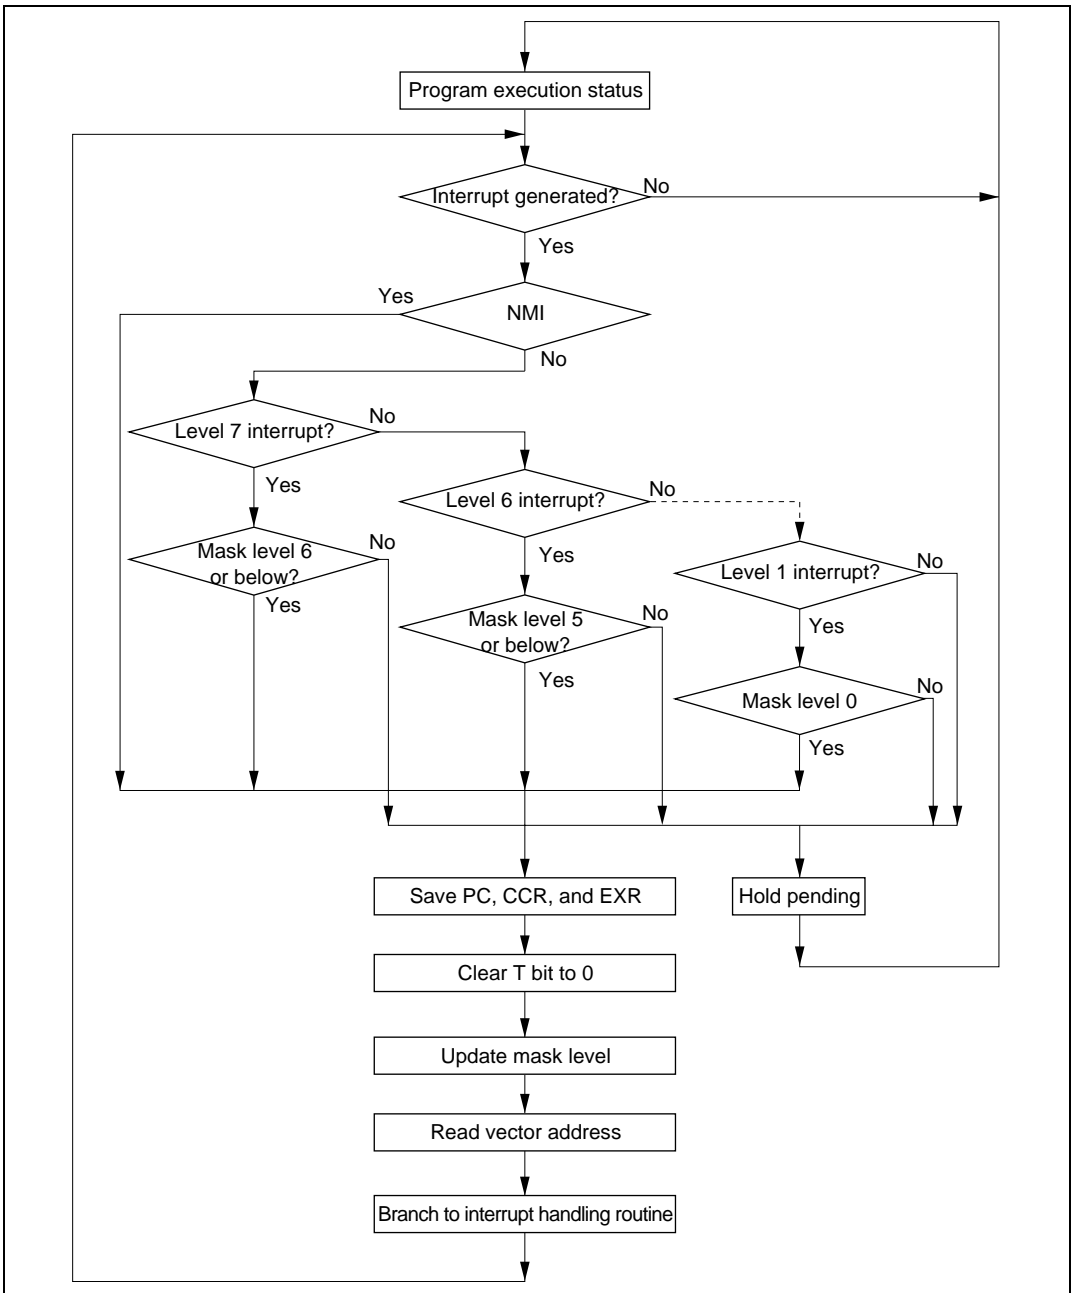 Program execution status
Interrupt generated?
No
Yes
Yes
NMI
No
Level 7 interrupt?
No
Yes
Level 6 interrupt?
No
Mask level 6
or below?
No
Yes
Yes
Level 1 interrupt?
No
Mask level 5
or below?
No
Yes
Yes
Mask level 0
No
Yes
Save PC, CCR, and EXR
Hold pending
Clear T bit to 0
Update mask level
Read vector address
Branch to interrupt handling routine